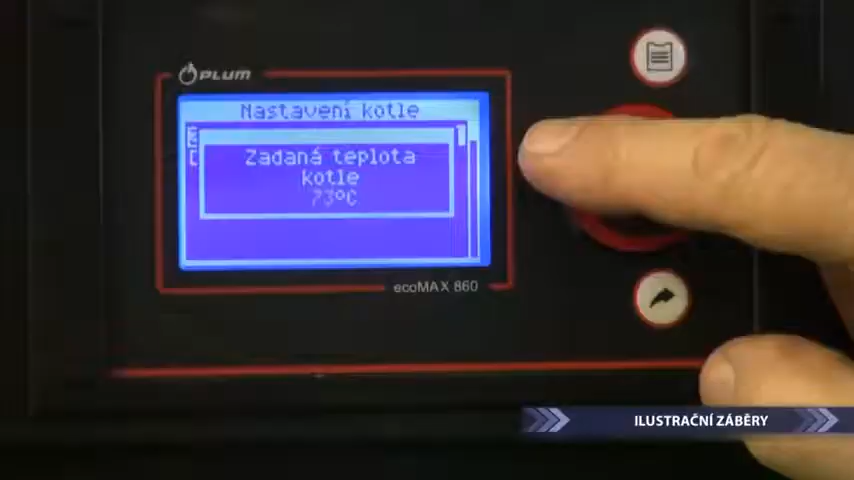 PLUM
Nastavení kotle
Zadaná teplota
kotle
73°C
ecoMAX 860
ILUSTRAČNÍ ZÁBĚRY